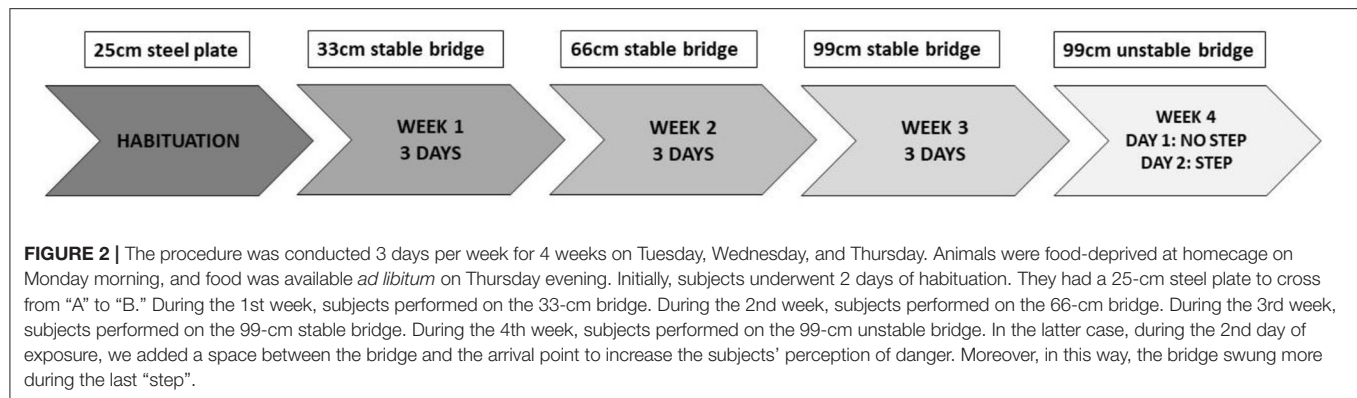 25cm steel plate
33cm stable bridge
66cm stable bridge
99cm stable bridge
99cm unstable bridge
HABITUATION
WEEK 1
3 DAYS
WEEK 2
3 DAYS
WEEK 3
3 DAYS
WEEK 4
DAY 1: NO STEP
DAY 2: STEP
FIGURE 2 | The procedure was conducted 3 days per week for 4 weeks on Tuesday, Wednesday, and Thursday. Animals were food-deprived at homecage on
Monday morning, and food was available ad libitum on Thursday evening. Initially, subjects underwent 2 days of habituation. They had a 25-cm steel plate to cross
from “A” to “B.” During the 1st week, subjects performed on the 33-cm bridge. During the 2nd week, subjects performed on the 66-cm bridge. During the 3rd week,
subjects performed on the 99-cm stable bridge. During the 4th week, subjects performed on the 99-cm unstable bridge. In the latter case, during the 2nd day of
exposure, we added a space between the bridge and the arrival point to increase the subjects’ perception of danger. Moreover, in this way, the bridge swung more
during the last “step”.